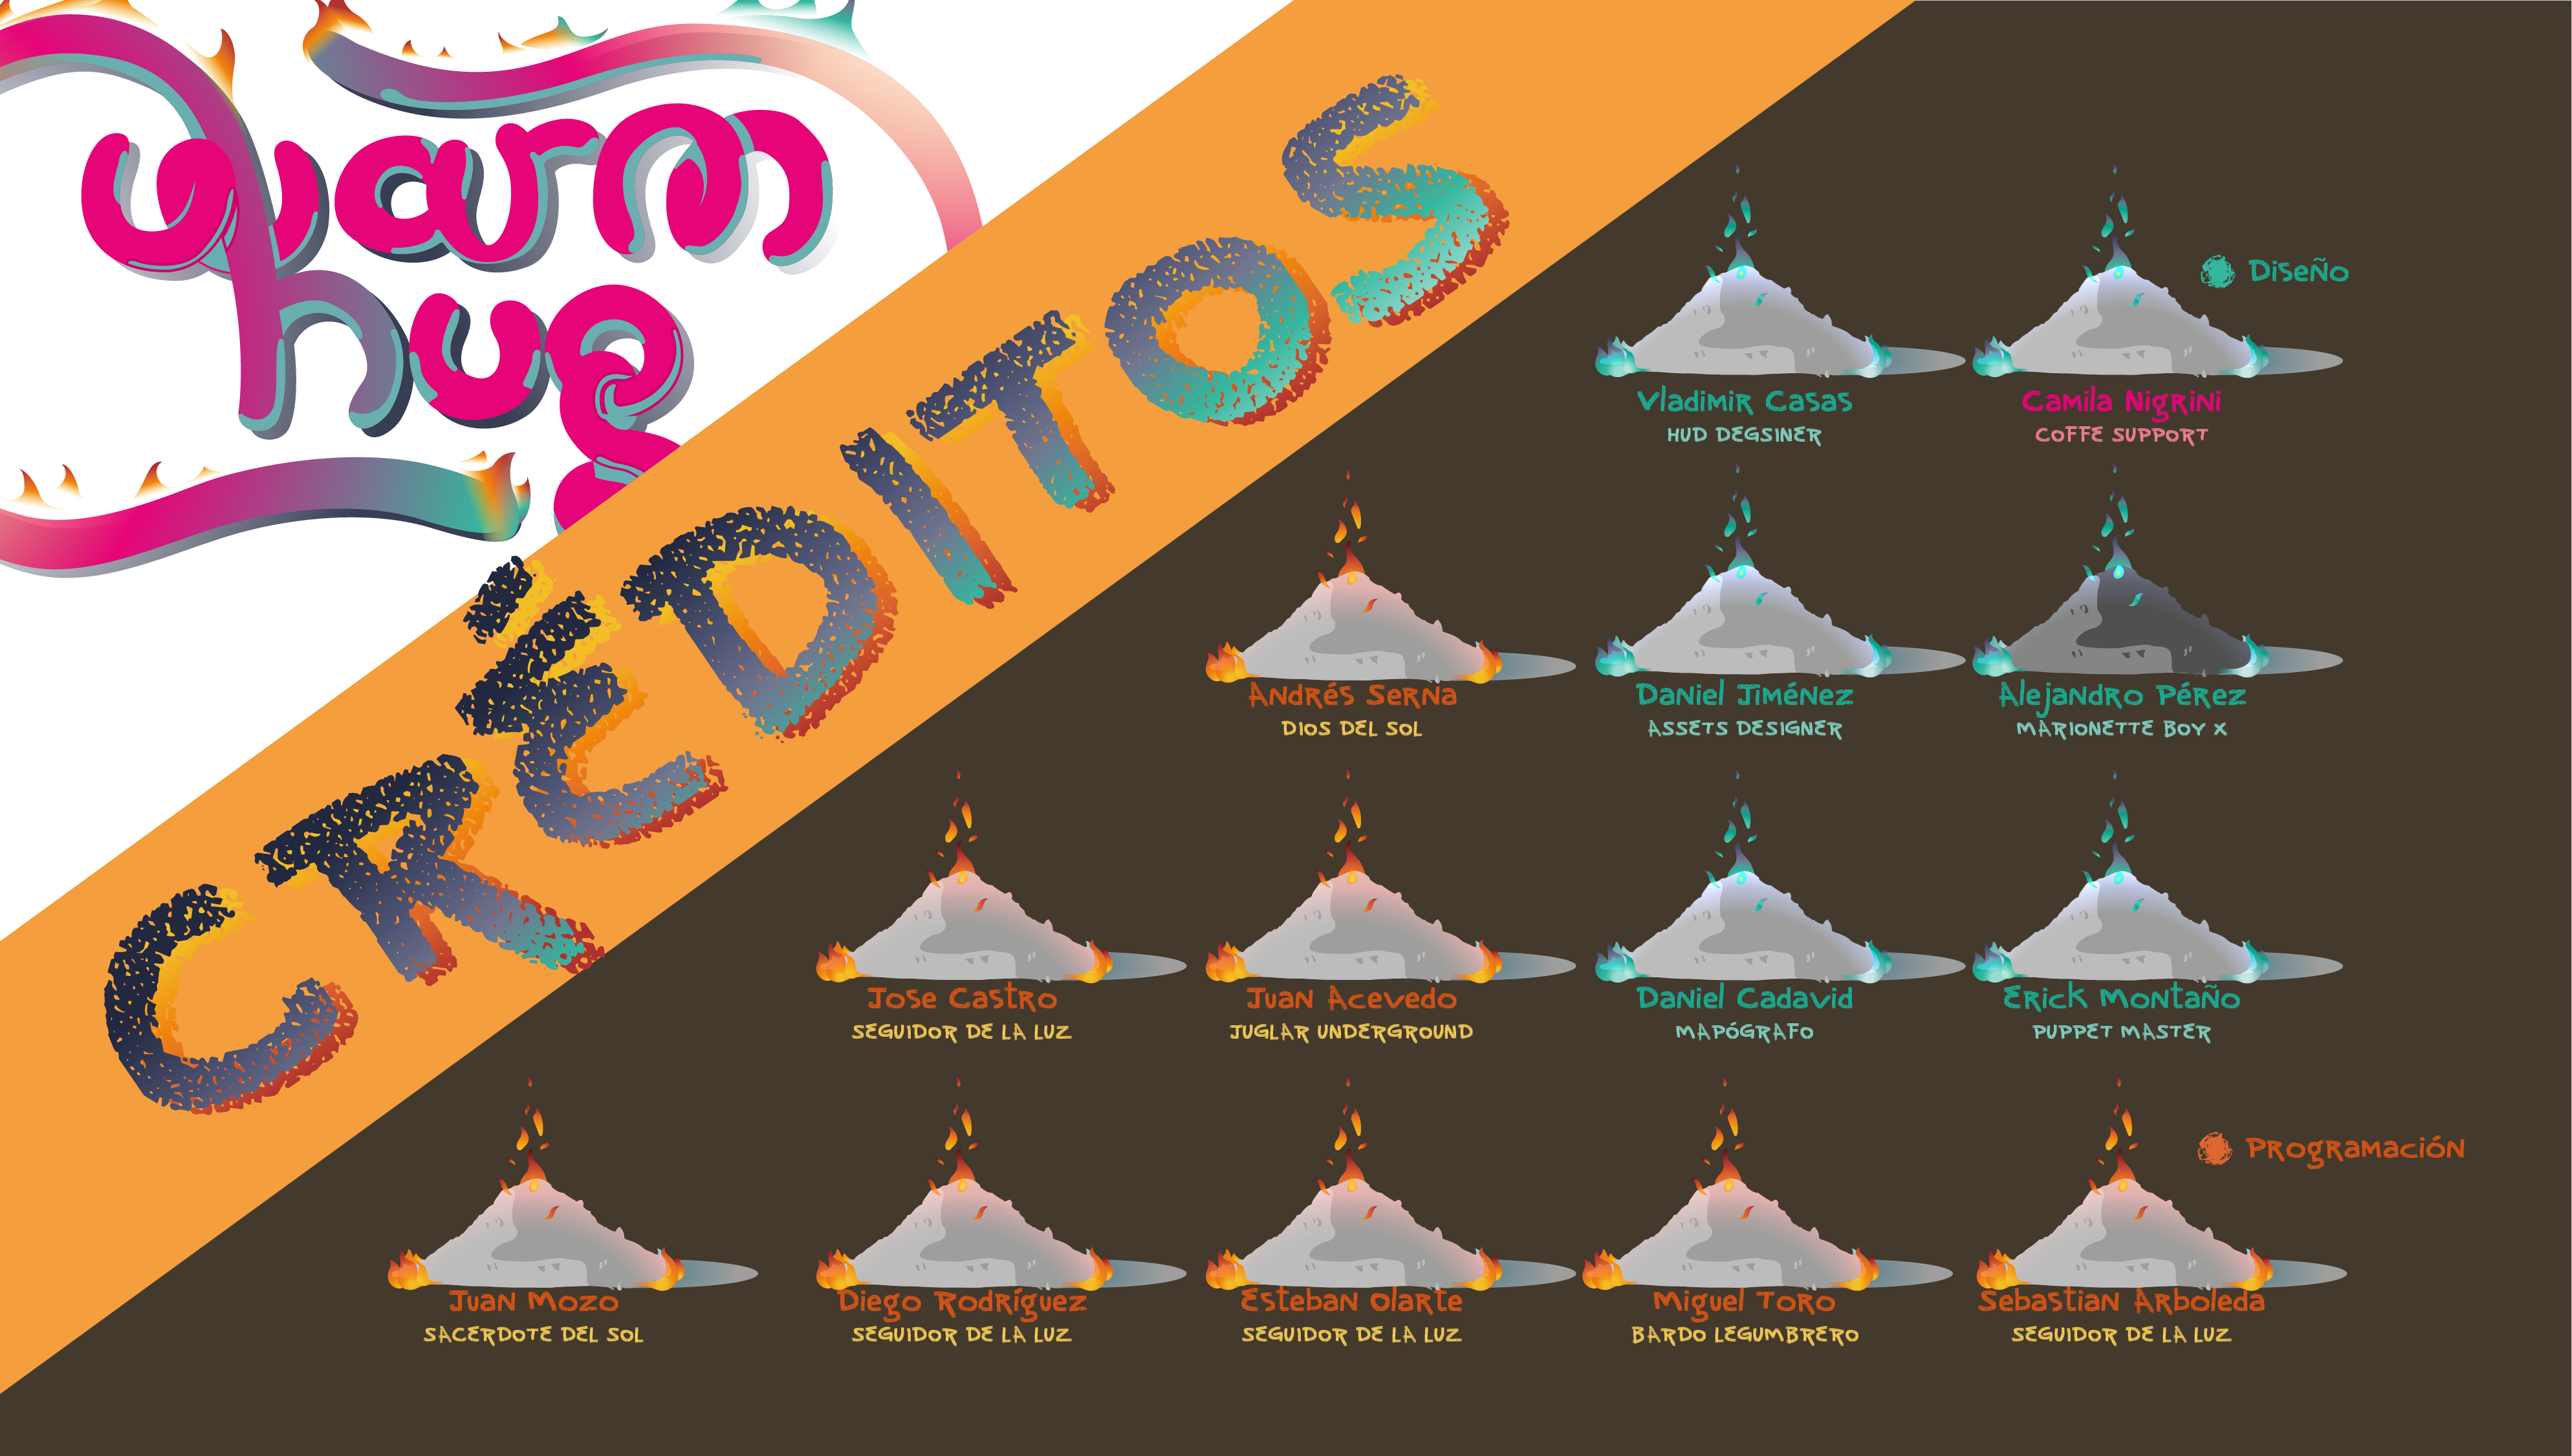 warm
hug
CRÉDITOS
Diseño
Vladimir Casas
HUD DEGSINER
Camila Nigrini
COFFE SUPPORT
Andrés Serna
DIOS DEL SOL
Daniel Jiménez
ASSETS DESIGNER
Alejandro Pérez
MARIONETTE BOY X
Jose Castro
SEGUIDOR DE LA LUZ
Juan Acevedo
JUGLAR UNDERGROUND
Daniel Cadavid
MAPÓGRAFO
Erick Montaño
PUPPET MASTER
Programación
Juan Mozo
SACERDOTE DEL SOL
Diego Rodríguez
SEGUIDOR DE LA LUZ
Esteban Olarte
SEGUIDOR DE LA LUZ
Miguel Toro
BARDO LEGUMBRERO
Sebastian Arboleda
SEGUIDOR DE LA LUZ